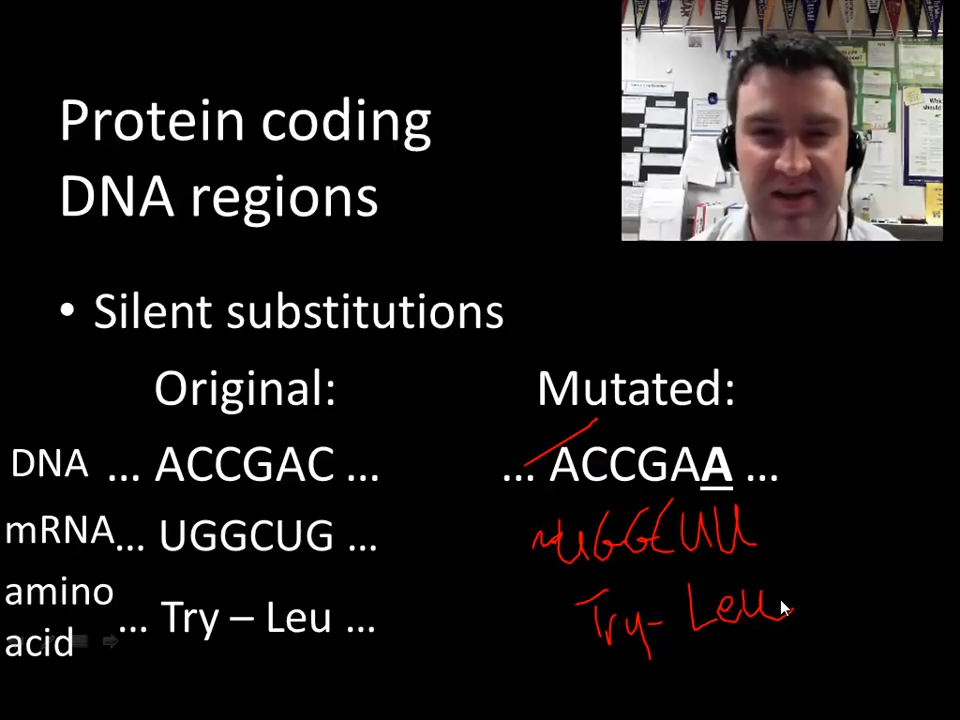 Protein coding
DNA regions
• Silent substitutions
Original: Mutated:
DNA … ACCGAC … … ACCGAA …
mRNA … UGGCUG … UGGCUU
amino acid … Try – Leu … Try- Leu